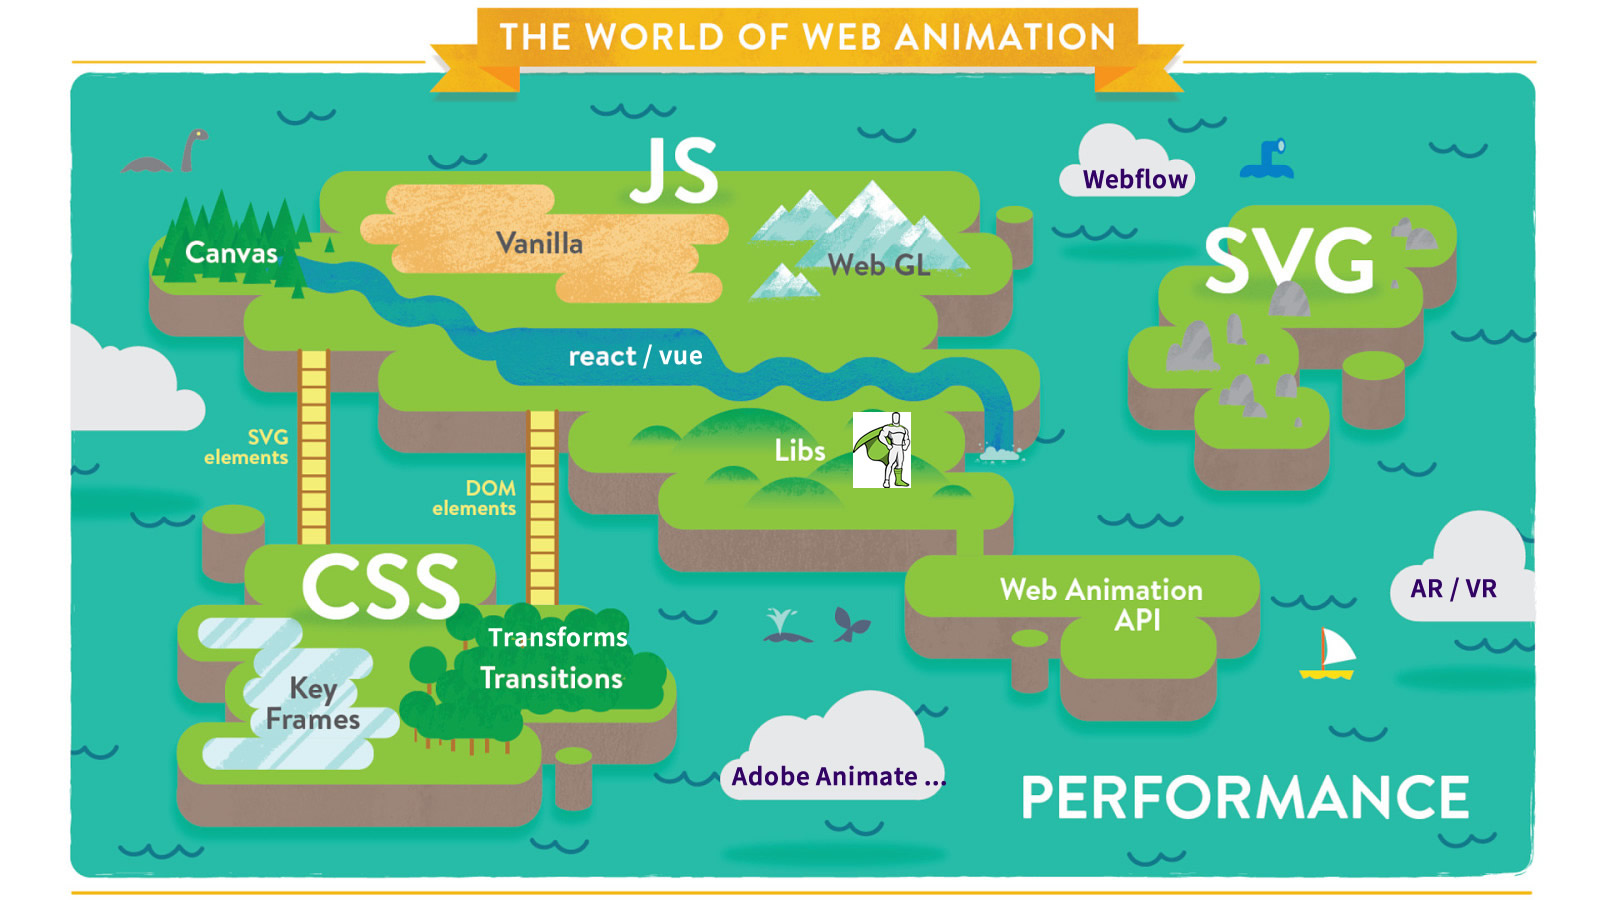 THE WORLD OF WEB ANIMATION
JS
Webflow
Canvas
Vanilla
Web GL
SVG
react / vue
SVG
elements
Libs
DOM
elements
CSS
Web Animation
API
AR / VR
Transforms
Transitions
Key
Frames
Adobe Animate ...
PERFORMANCE